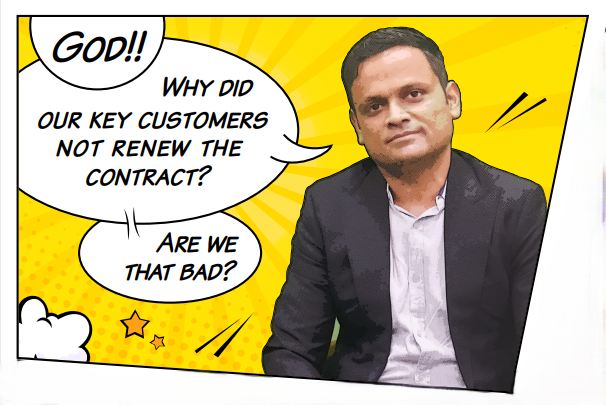 GOD!!
WHY DID
OUR KEY CUSTOMERS
NOT RENEW THE
CONTRACT?
ARE WE
THAT BAD?